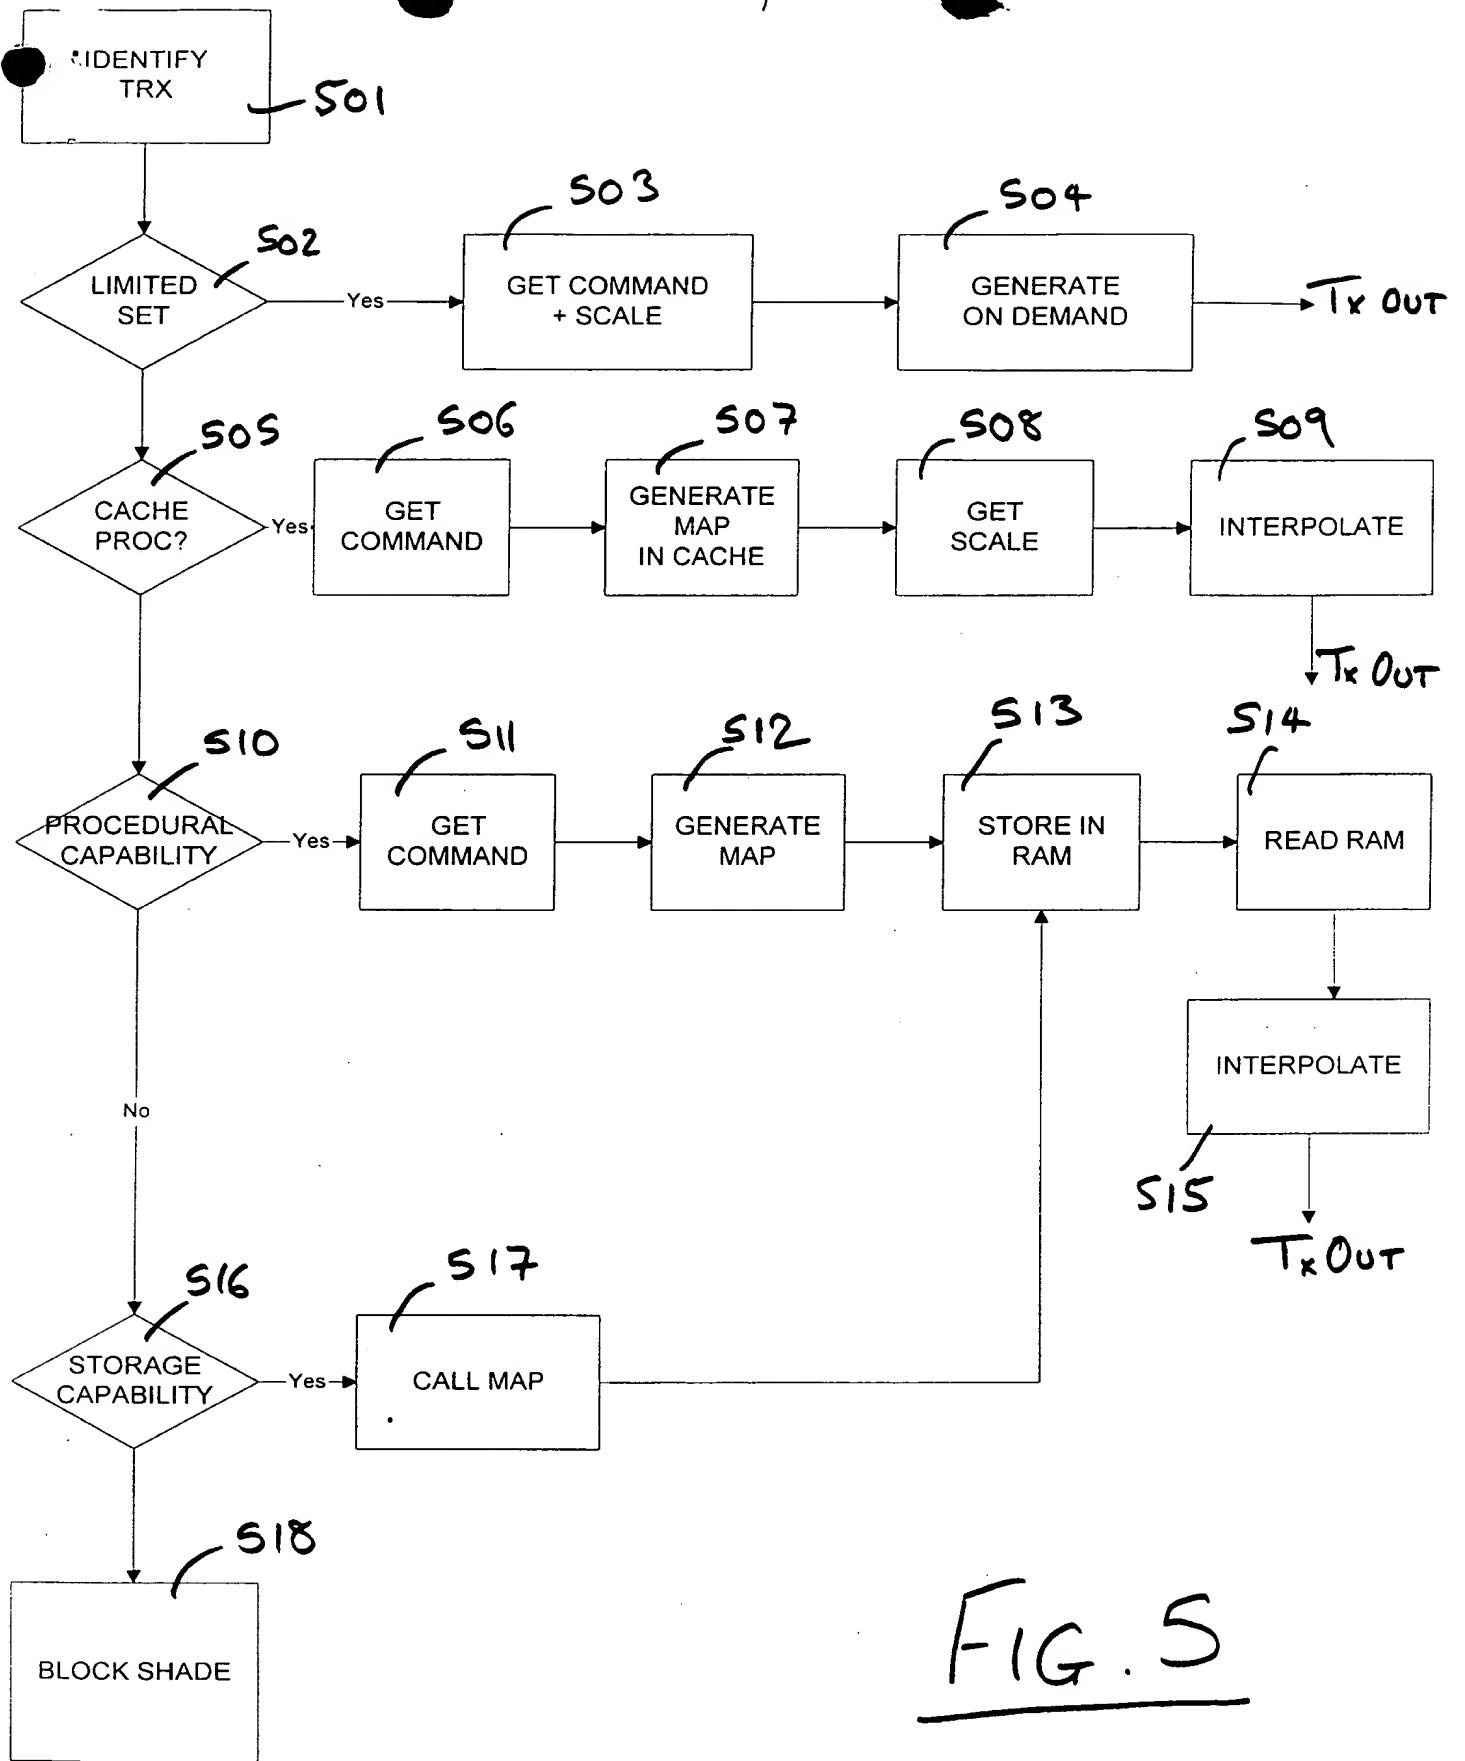 IDENTIFY
TRX
501
502
LIMITED
SET
Yes
503
GET COMMAND
+ SCALE
504
GENERATE
ON DEMAND
Tx OUT
505
CACHE
PROC?
Yes
506
GET
COMMAND
507
GENERATE
MAP
IN CACHE
508
GET
SCALE
509
INTERPOLATE
Tx OUT
510
PROCEDURAL
CAPABILITY
Yes
511
GET
COMMAND
512
GENERATE
MAP
513
STORE IN
RAM
514
READ RAM
INTERPOLATE
515
Tx OUT
No
516
STORAGE
CAPABILITY
Yes
517
CALL MAP
518
BLOCK SHADE
FIG. 5